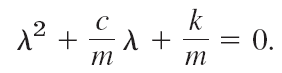 λ² + c/m λ + k/m = 0.